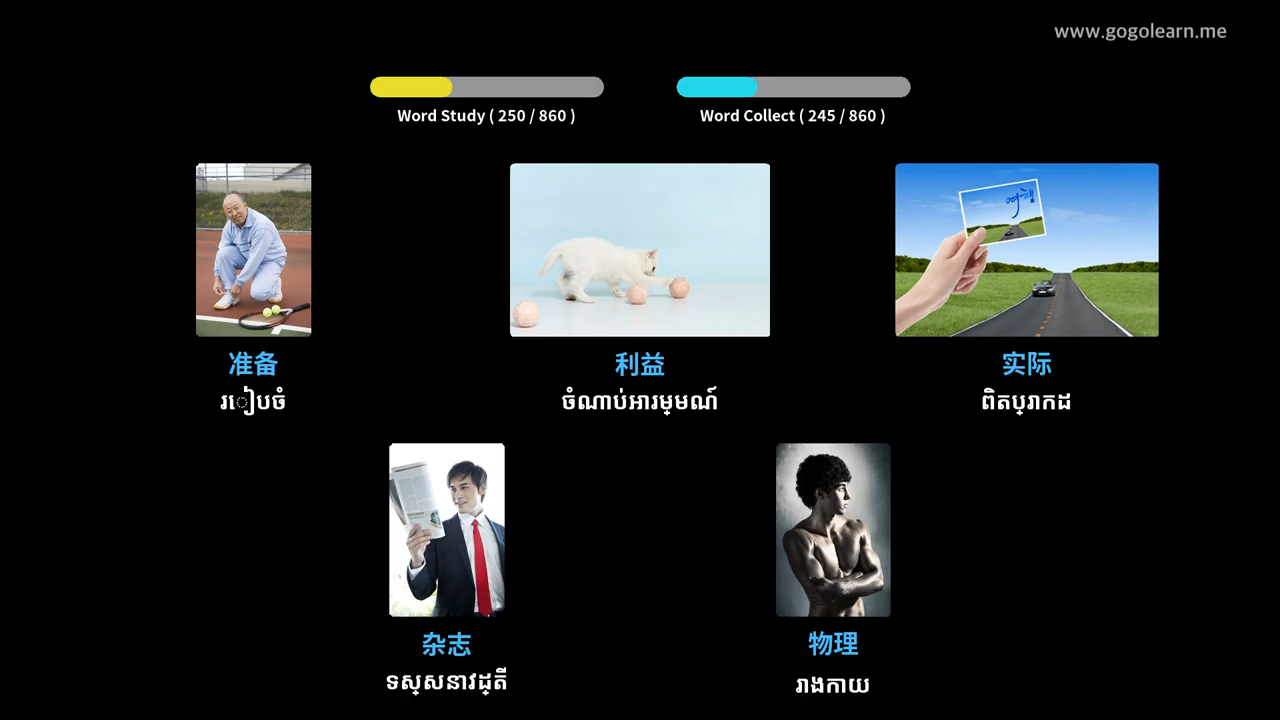 www.gogolearn.me
Word Study ( 250 / 860 )
Word Collect ( 245 / 860 )
여행
准备
រៀបចំ
利益
ចំណាប់អារម្មណ៍
实际
ពិតប្រាកដ
杂志
ទស្សនាវដ្តី
物理
រាងកាយ